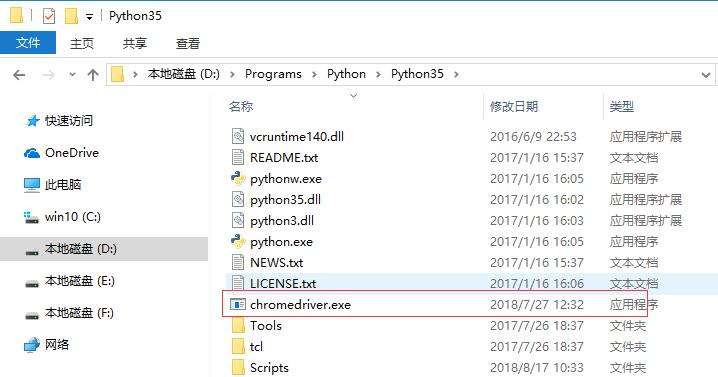 Python35
文件 主页 共享 查看
本地磁盘 (D:) Programs Python Python35
名称 修改日期 类型
快速访问
OneDrive
此电脑
win10 (C:)
本地磁盘 (D:)
本地磁盘 (E:)
本地磁盘 (F:)
网络
vcruntime140.dll 2016/6/9 22:53 应用程序扩展
README.txt 2017/1/16 15:37 文本文档
pythonw.exe 2017/1/16 16:05 应用程序
python35.dll 2017/1/16 16:02 应用程序扩展
python3.dll 2017/1/16 16:03 应用程序扩展
python.exe 2017/1/16 16:05 应用程序
NEWS.txt 2017/1/16 15:37 文本文档
LICENSE.txt 2017/1/16 16:06 文本文档
chromedriver.exe 2018/7/27 12:32 应用程序
Tools 2017/7/26 18:37 文件夹
tcl 2017/7/26 18:37 文件夹
Scripts 2018/8/17 10:33 文件夹